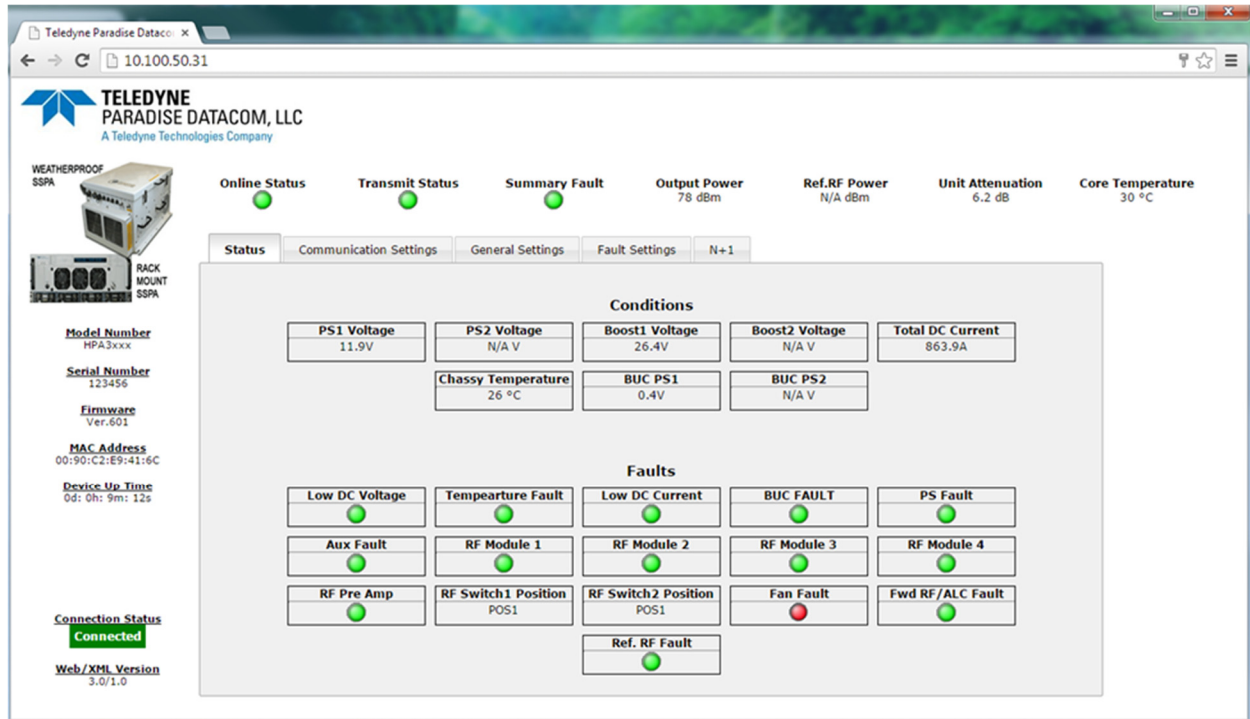 Teledyne Paradise Dataco
10.100.50.31
TELEDYNE
PARADISE DATACOM, LLC
A Teledyne Technologies Company
WEATHERPROOF
SSPA
RACK
MOUNT
SSPA
Online Status Transmit Status Summary Fault Output Power Ref.RF Power Unit Attenuation Core Temperature
78 dBm N/A dBm 6.2 dB 30 °C
Status Communication Settings General Settings Fault Settings N+1
Model Number
HPA3xxx
Serial Number
123456
Firmware
Ver.601
MAC Address
00:90:C2:E9:41:6C
Device Up Time
0d: 0h: 9m: 12s
Connection Status
Connected
Web/XML Version
3.0/1.0
Conditions
PS1 Voltage PS2 Voltage Boost1 Voltage Boost2 Voltage Total DC Current
11.9V N/A V 26.4V N/A V 863.9A
Chassy Temperature BUC PS1 BUC PS2
26 °C 0.4V N/A V
Faults
Low DC Voltage Tempearture Fault Low DC Current BUC FAULT PS Fault
Aux Fault RF Module 1 RF Module 2 RF Module 3 RF Module 4
RF Pre Amp RF Switch1 Position RF Switch2 Position Fan Fault Fwd RF/ALC Fault
POS1 POS1
Ref. RF Fault